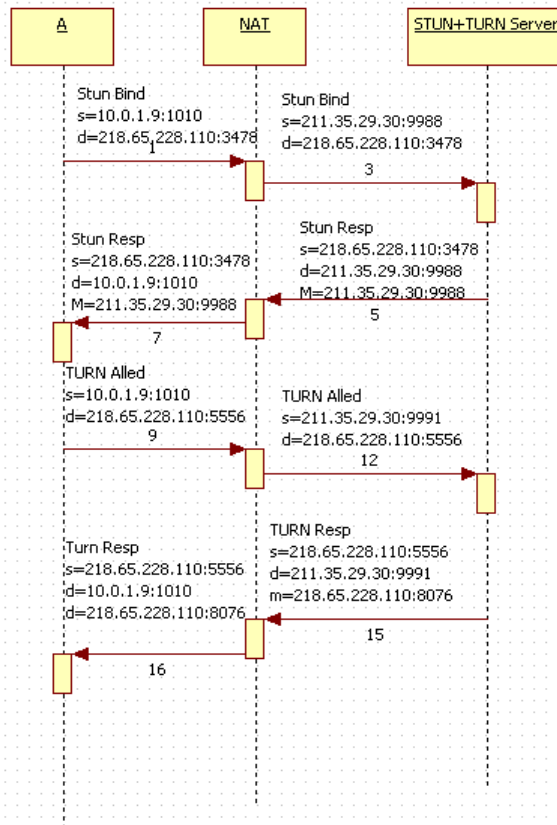 A
NAT
STUN+TURN Server
Stun Bind
s=10.0.1.9:1010
d=218.65.228.110:3478
1
Stun Bind
s=211.35.29.30:9988
d=218.65.228.110:3478
3
Stun Resp
s=218.65.228.110:3478
d=211.35.29.30:9988
M=211.35.29.30:9988
5
Stun Resp
s=218.65.228.110:3478
d=10.0.1.9:1010
M=211.35.29.30:9988
7
TURN Alled
s=10.0.1.9:1010
d=218.65.228.110:5556
9
TURN Alled
s=211.35.29.30:9991
d=218.65.228.110:5556
12
TURN Resp
s=218.65.228.110:5556
d=211.35.29.30:9991
m=218.65.228.110:8076
15
Turn Resp
s=218.65.228.110:5556
d=10.0.1.9:1010
d=218.65.228.110:8076
16